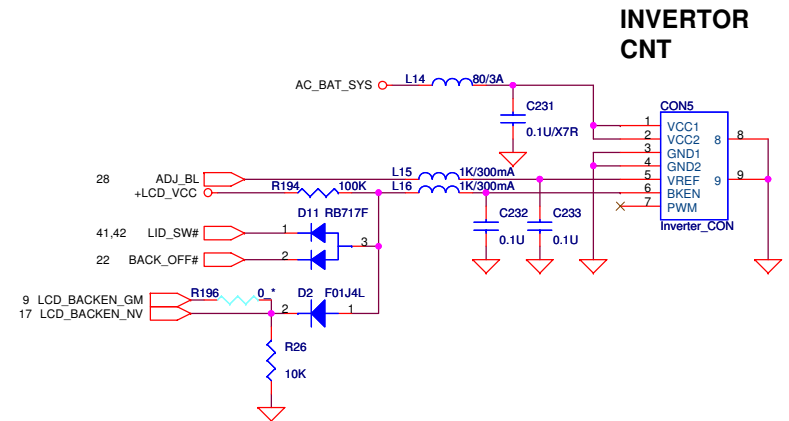 INVERTOR
CNT
AC_BAT_SYS L14 80/3A
C231
0.1U/X7R
CON5
1 VCC1 8 8
2 VCC2
3 GND1
4 GND2
5 VREF 9 9
6 BKEN
7 PWM
Inverter_CON
28 ADJ_BL L15 1K/300mA
+LCD_VCC R194 100K L16 1K/300mA
C232 C233
0.1U 0.1U
D11 RB717F
41,42 LID_SW# 1
3
22 BACK_OFF# 2
9 LCD_BACKEN_GM R196 0_* D2 F01J4L
17 LCD_BACKEN_NV 2 1
R26
10K